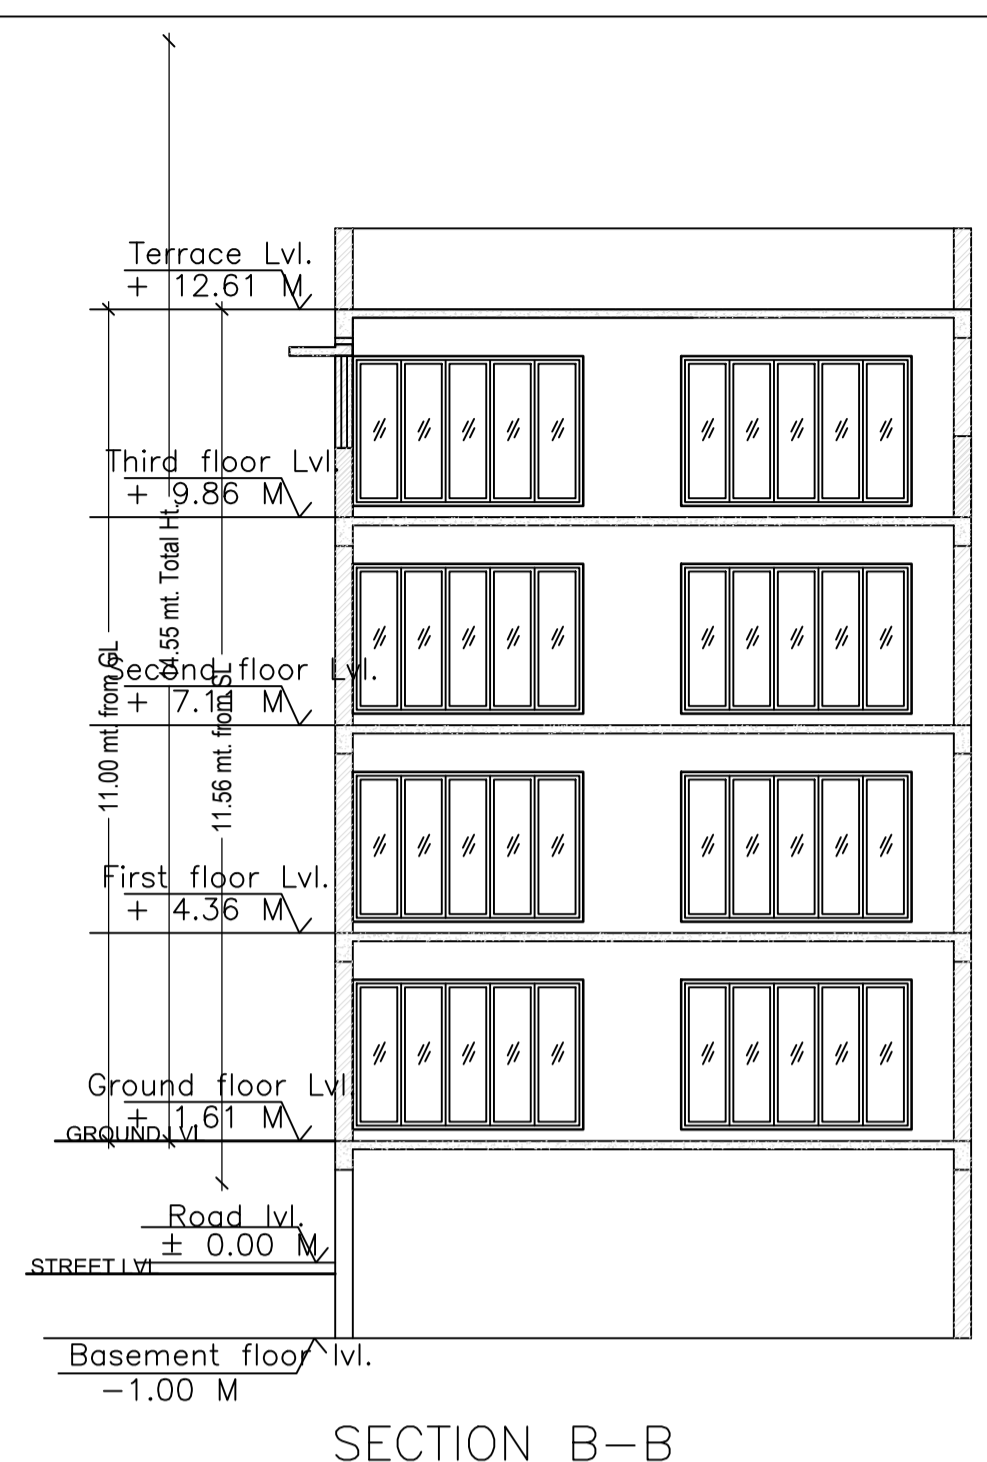 Terrace Lvl.
+ 12.61 M
Third floor Lvl.
+ 9.86 M
14.55 mt. Total Ht.
11.00 mt. from GL
Second floor Lvl.
+ 7.11 M
11.56 mt. from SL
First floor Lvl.
+ 4.36 M
Ground floor Lvl.
+ 1.61 M
GROUND LVL
Road lvl.
± 0.00 M
STREET LVL
Basement floor lvl.
-1.00 M
SECTION B-B